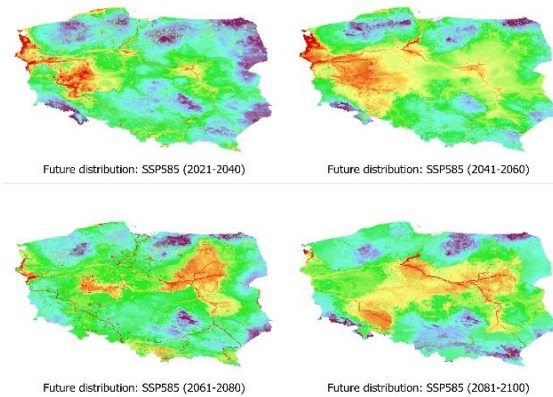 Future distribution: SSP585 (2021-2040)
Future distribution: SSP585 (2041-2060)
Future distribution: SSP585 (2061-2080)
Future distribution: SSP585 (2081-2100)